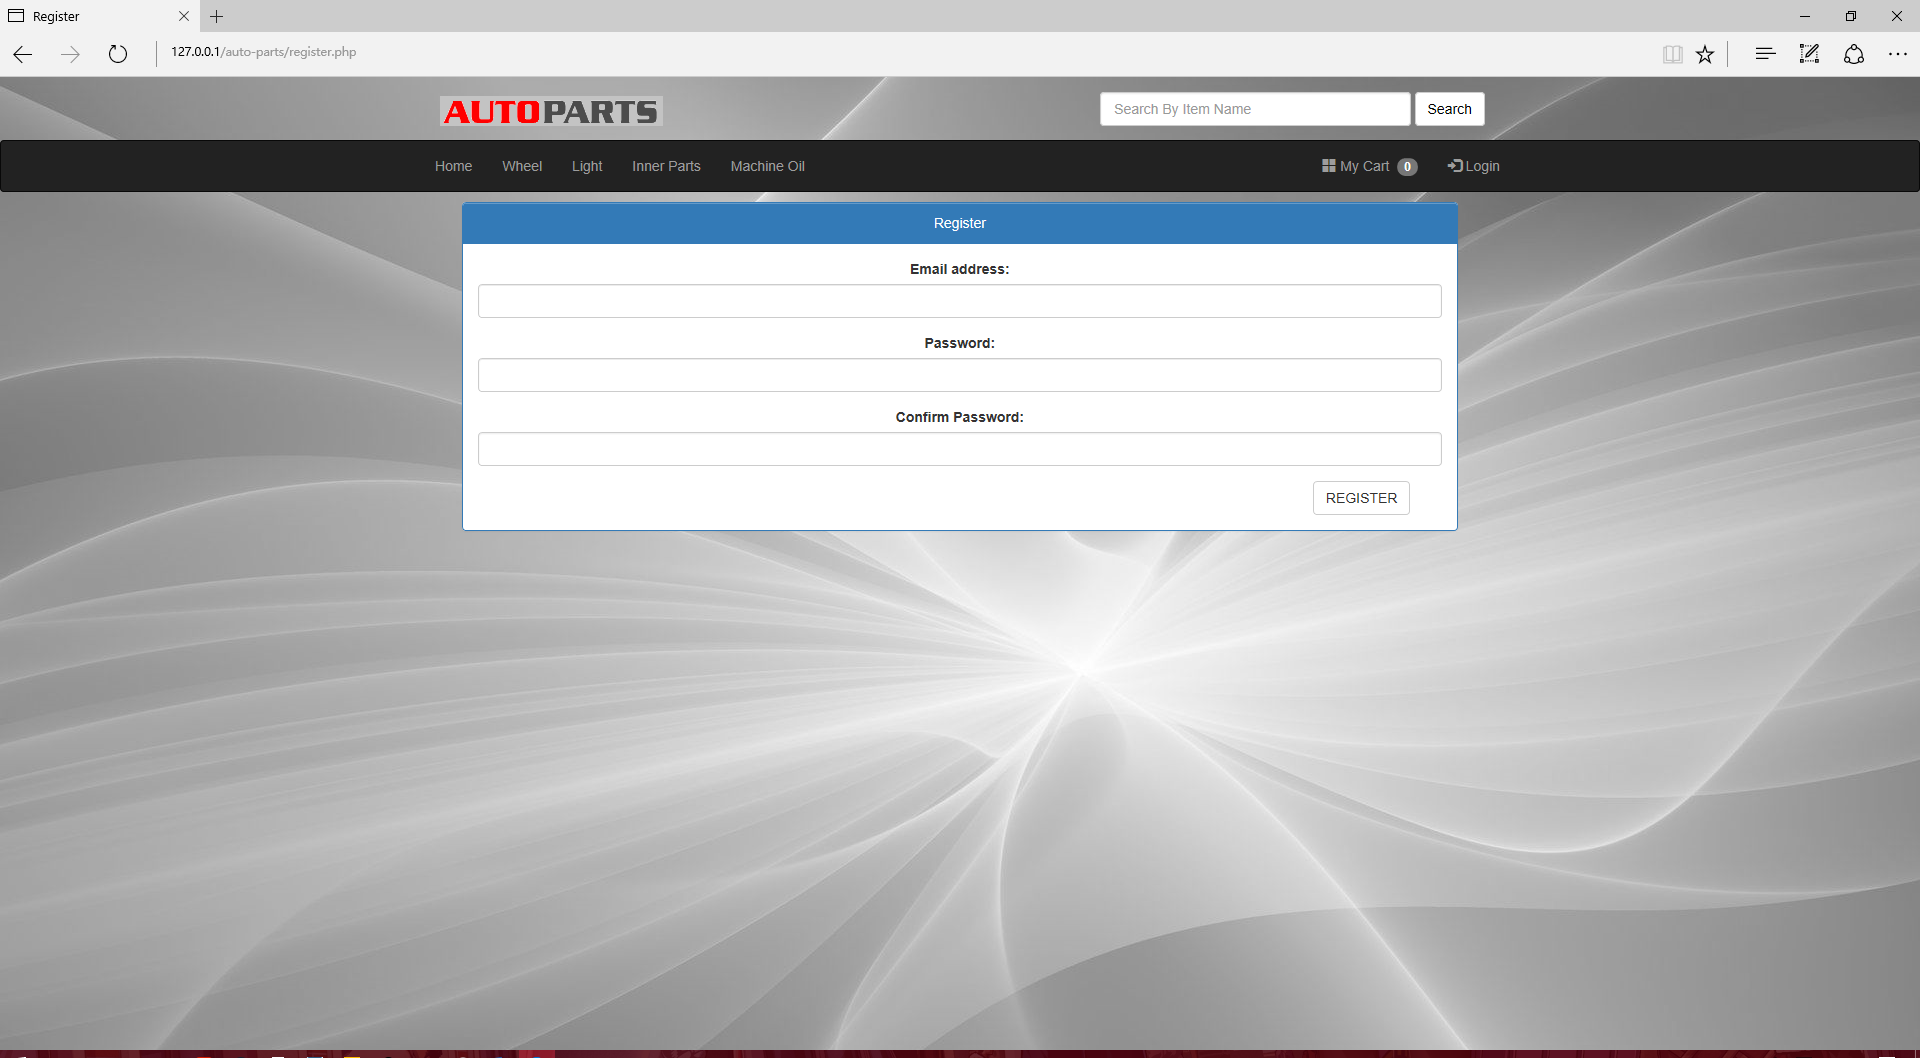 Register
127.0.0.1/auto-parts/register.php
AUTOPARTS
Search By Item Name
Search
Home Wheel Light Inner Parts Machine Oil My Cart 0 Login
Register
Email address:
Password:
Confirm Password:
REGISTER